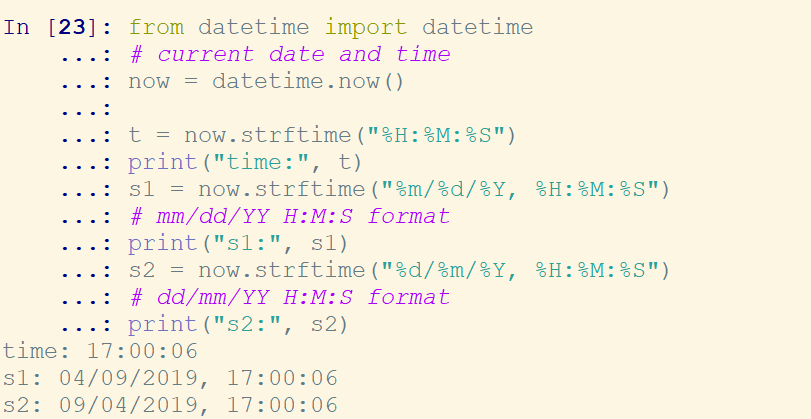 In [23]: from datetime import datetime
...: # current date and time
...: now = datetime.now()
...:
...: t = now.strftime("%H:%M:%S")
...: print("time:", t)
...: s1 = now.strftime("%m/%d/%Y, %H:%M:%S")
...: # mm/dd/YY H:M:S format
...: print("s1:", s1)
...: s2 = now.strftime("%d/%m/%Y, %H:%M:%S")
...: # dd/mm/YY H:M:S format
...: print("s2:", s2)
time: 17:00:06
s1: 04/09/2019, 17:00:06
s2: 09/04/2019, 17:00:06